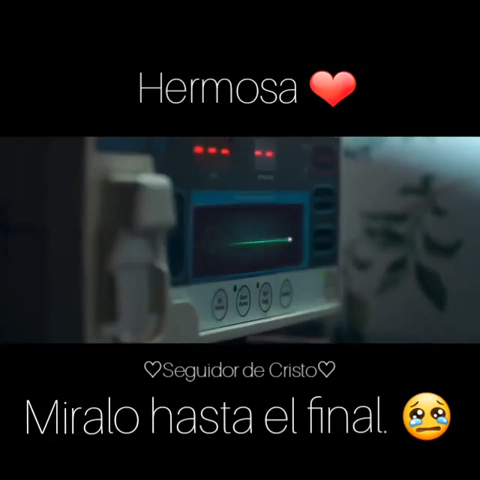 Hermosa ❤
♡Seguidor de Cristo♡
Miralo hasta el final. 😢